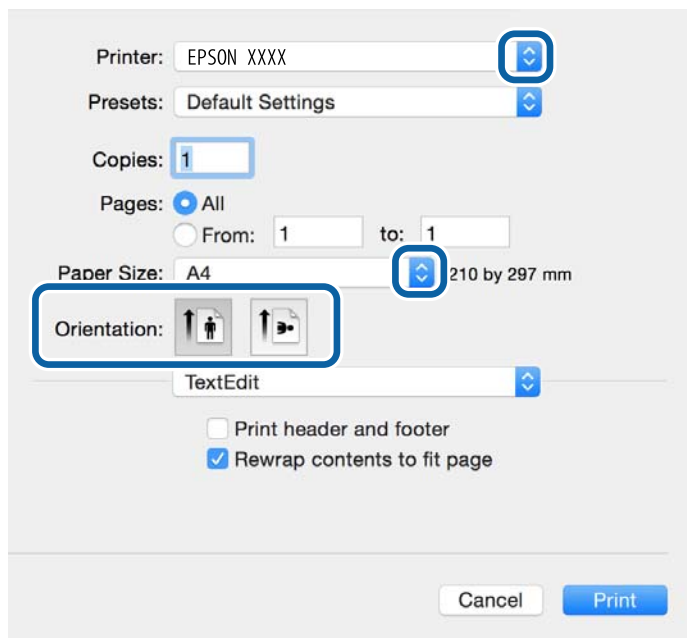 Printer: EPSON XXXX
Presets: Default Settings
Copies: 1
Pages: All
From: 1 to: 1
Paper Size: A4 210 by 297 mm
Orientation:
TextEdit
Print header and footer
Rewrap contents to fit page
Cancel Print